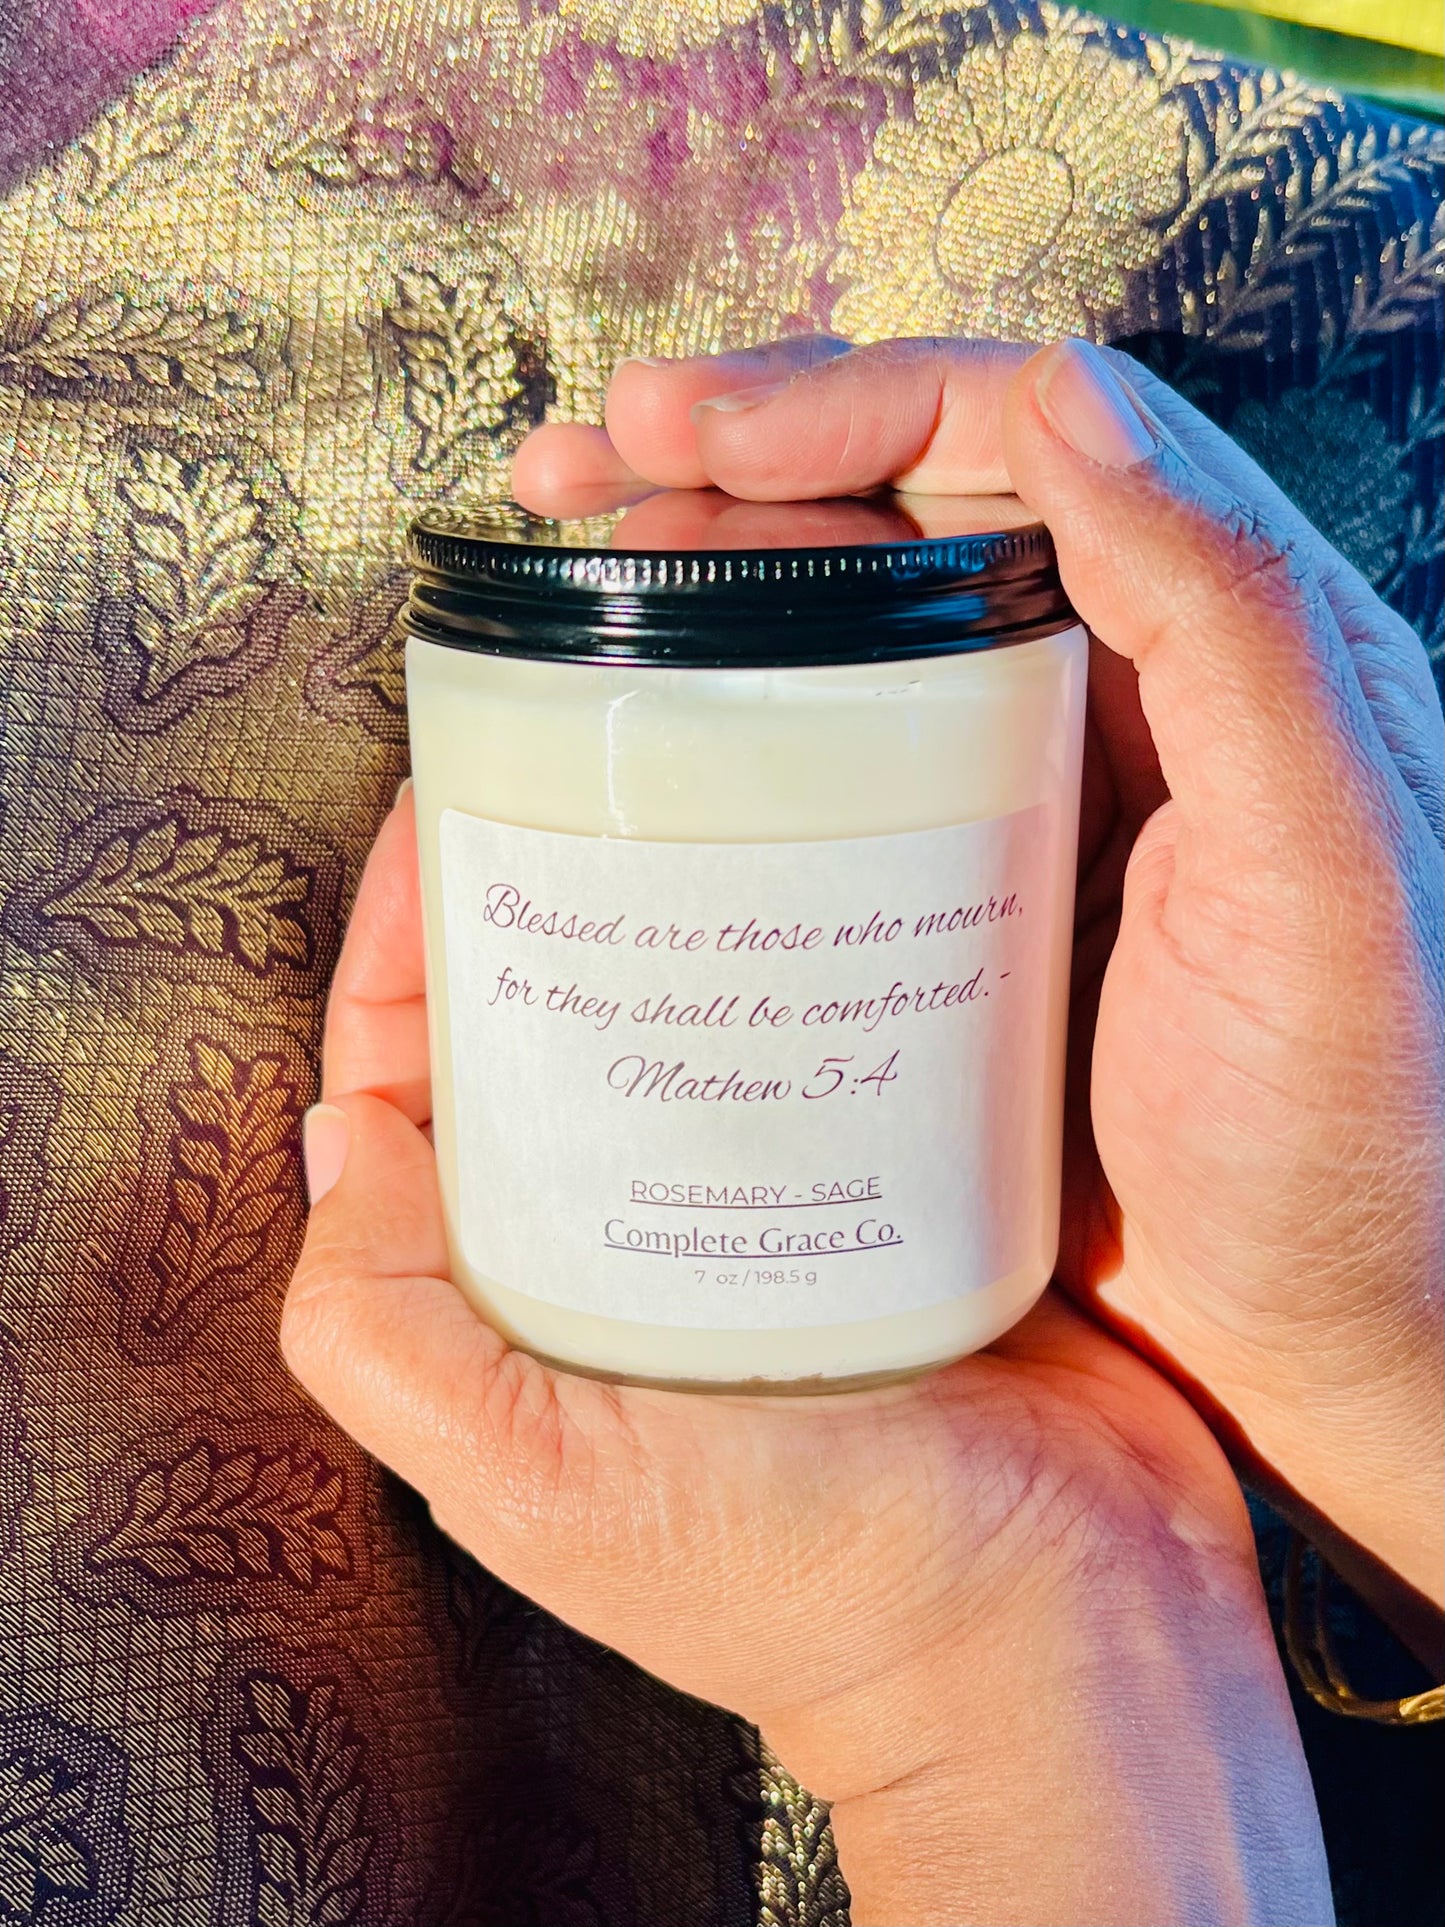 Blessed are those who mourn,
for they shall be comforted. -
Mathew 5:4
ROSEMARY - SAGE
Complete Grace Co.
7 oz / 198.5 g